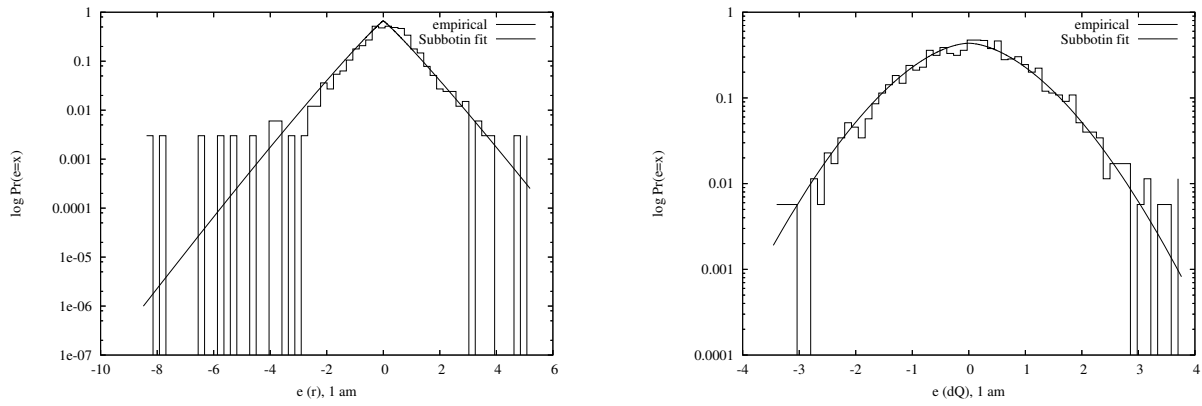 1
0.1
0.01
0.001
0.0001
1e-05
1e-06
1e-07
-10
-8
-6
-4
-2
0
2
4
6
log Pr(e=x)
e (r), 1 am
empirical
Subbotin fit
1
0.1
0.01
0.001
0.0001
-4
-3
-2
-1
0
1
2
3
4
log Pr(e=x)
e (dQ), 1 am
empirical
Subbotin fit